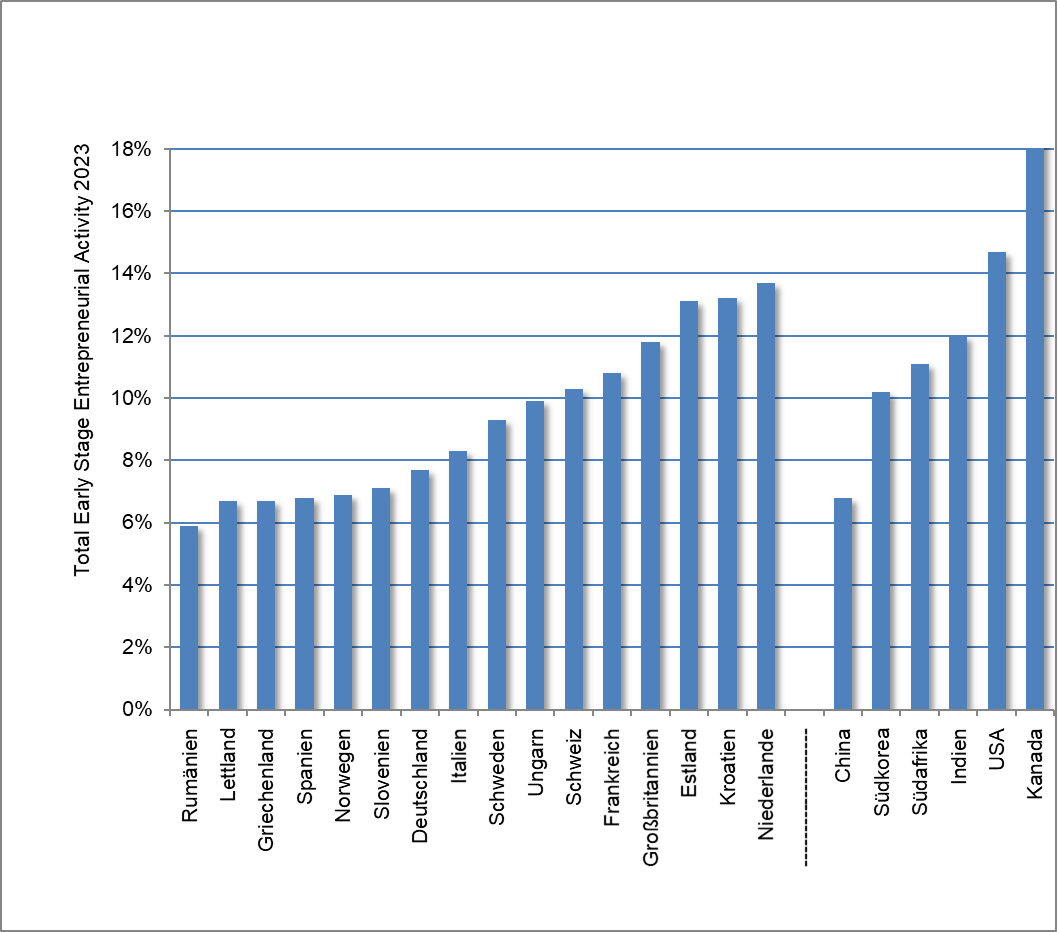 Total Early Stage Entrepreneurial Activity 2023
18%
16%
14%
12%
10%
8%
6%
4%
2%
0%
Rumänien
Lettland
Griechenland
Spanien
Norwegen
Slovenien
Deutschland
Italien
Schweden
Ungarn
Schweiz
Frankreich
Großbritannien
Estland
Kroatien
Niederlande
China
Südkorea
Südafrika
Indien
USA
Kanada